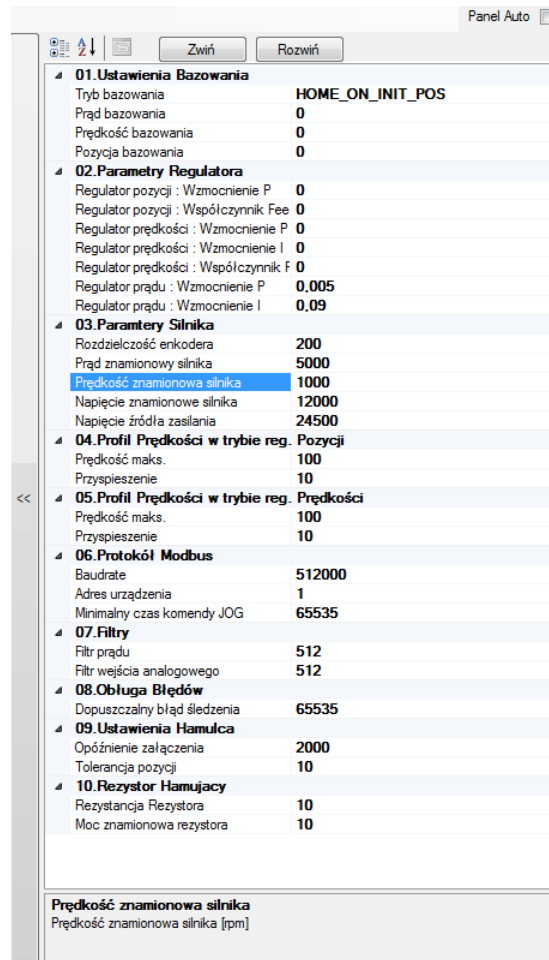 Panel Auto
Zwiń Rozwiń
01.Ustawienia Bazowania
Tryb bazowania HOME_ON_INIT_POS
Prąd bazowania 0
Prędkość bazowania 0
Pozycja bazowania 0
02.Parametry Regulatora
Regulator pozycji : Wzmocnienie P 0
Regulator pozycji : Współczynnik Fee 0
Regulator prędkości : Wzmocnienie P 0
Regulator prędkości : Wzmocnienie I 0
Regulator prędkości : Współczynnik F 0
Regulator prądu : Wzmocnienie P 0,005
Regulator prądu : Wzmocnienie I 0,09
03.Paramtery Silnika
Rozdzielczość enkodera 200
Prąd znamionowy silnika 5000
Prędkość znamionowa silnika 1000
Napięcie znamionowe silnika 12000
Napięcie źródła zasilania 24500
04.Profil Prędkości w trybie reg. Pozycji
Prędkość maks. 100
Przyspieszenie 10
<<
05.Profil Prędkości w trybie reg. Prędkości
Prędkość maks. 100
Przyspieszenie 10
06.Protokół Modbus
Baudrate 512000
Adres urządzenia 1
Minimalny czas komendy JOG 65535
07.Filtry
Filtr prądu 512
Filtr wejścia analogowego 512
08.Obługa Błędów
Dopuszczalny błąd śledzenia 65535
09.Ustawienia Hamulca
Opóźnienie załączenia 2000
Tolerancja pozycji 10
10.Rezystor Hamujacy
Rezystancja Rezystora 10
Moc znamionowa rezystora 10
Prędkość znamionowa silnika
Prędkość znamionowa silnika [rpm]